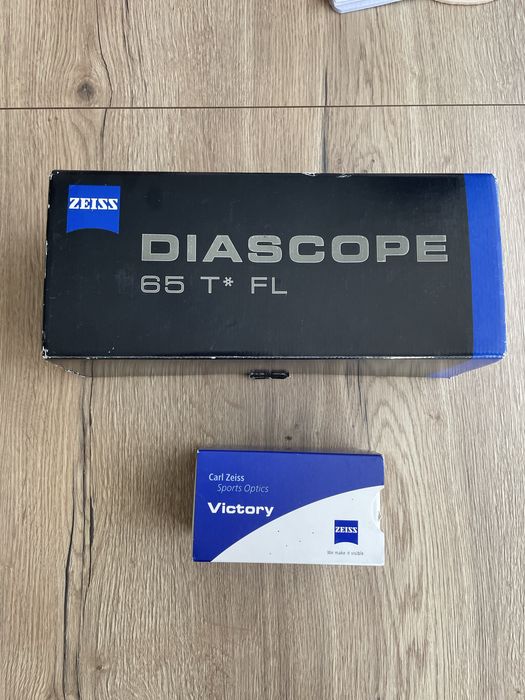 ZEISS
DIASCOPE
65 T* FL
Carl Zeiss
Sports Optics
Victory
ZEISS
We make it visible